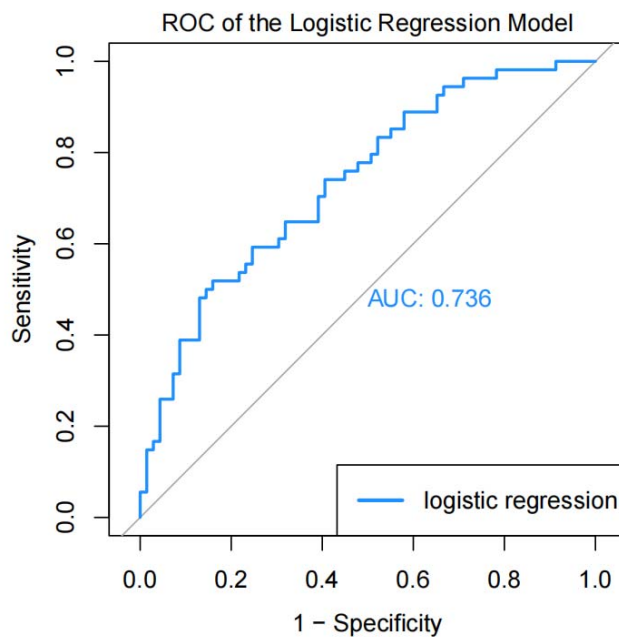 ROC of the Logistic Regression Model
Sensitivity
1.0
0.8
0.6
0.4
0.2
0.0
AUC: 0.736
logistic regression
0.0 0.2 0.4 0.6 0.8 1.0
1 − Specificity